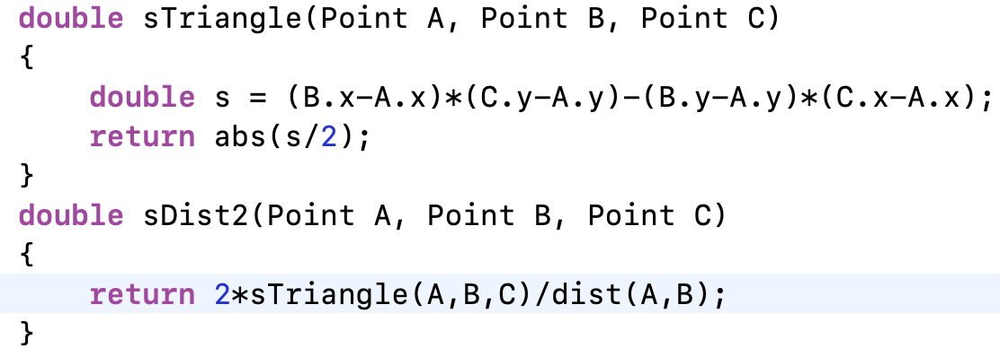 double sTriangle(Point A, Point B, Point C)
{
    double s = (B.x-A.x)*(C.y-A.y)-(B.y-A.y)*(C.x-A.x);
    return abs(s/2);
}
double sDist2(Point A, Point B, Point C)
{
    return 2*sTriangle(A,B,C)/dist(A,B);
}